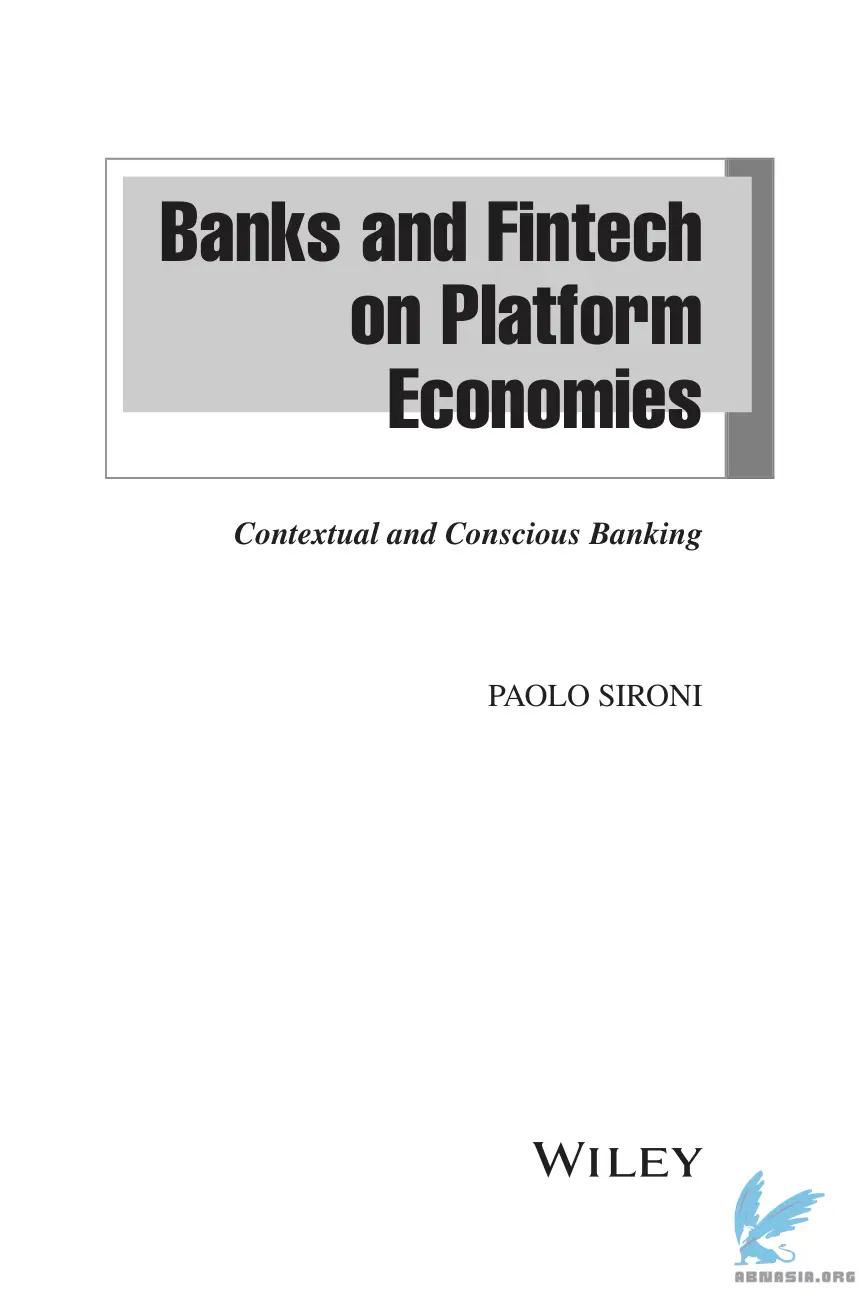 Banks and Fintech
on Platform
Economies
Contextual and Conscious Banking
PAOLO SIRONI
WILEY
ABNASIA.ORG